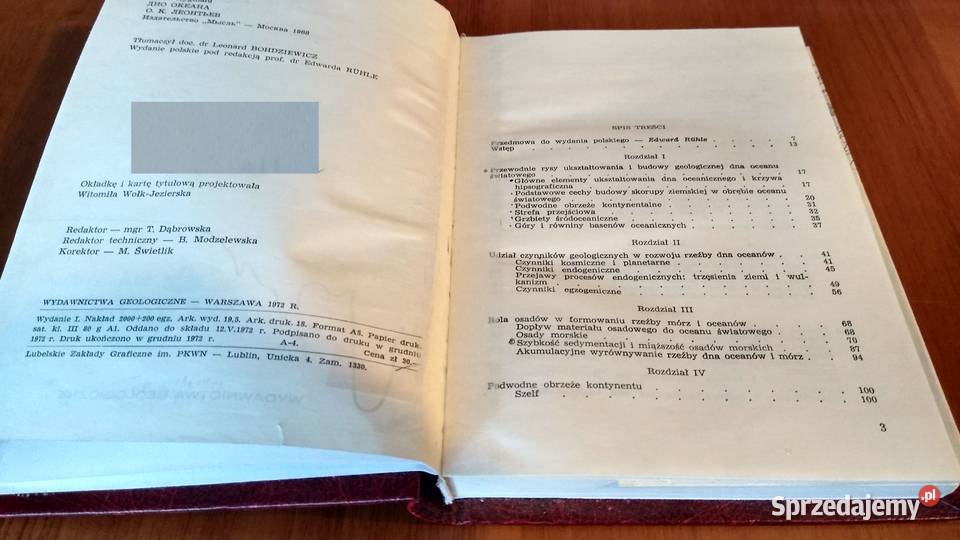 ДНО ОКЕАНА
О. К. ЛЕОНТЬЕВ
Издательство „Мысль" — Москва 1968
Tłumaczył doc. dr Leonard BOHDZIEWICZ
Wydanie polskie pod redakcją prof. dr Edwarda RÜHLE
Okładkę i kartę tytułową projektowała
Witomiła Wołk-Jezierska
Redaktor — mgr T. Dąbrowska
Redaktor techniczny — B. Modzelewska
Korektor — M. Świetlik
WYDAWNICTWA GEOLOGICZNE — WARSZAWA 1972 R.
Wydanie I. Nakład 2000+200 egz. Ark. wyd. 19,5. Ark. druk. 18. Format A5. Papier druk.
sat. kl. III 80 g A1. Oddano do składu 12.V.1972 r. Podpisano do druku w grudniu
1972 r. Druk ukończono w grudniu 1972 r. A-4. Cena zł 30,—
Lubelskie Zakłady Graficzne im. PKWN — Lublin, Unicka 4. Zam. 1330.
SPIS TREŚCI
Przedmowa do wydania polskiego — Edward Rühle . . . . . 7
Wstęp . . . . . . . . . . 13
Rozdział I
Przewodnie rysy ukształtowania i budowy geologicznej dna oceanu
światowego . . . . . . . . . . 17
Główne elementy ukształtowania dna oceanicznego i krzywa
hipsograficzna . . . . . . . . . 17
Podstawowe cechy budowy skorupy ziemskiej w obrębie oceanu
światowego . . . . . . . . . 20
Podwodne obrzeże kontynentalne . . . . . . 31
Strefa przejściowa . . . . . . . . 32
Grzbiety śródoceaniczne . . . . . . . 35
Góry i równiny basenów oceanicznych . . . . . 37
Rozdział II
Udział czynników geologicznych w rozwoju rzeźby dna oceanów . 41
Czynniki kosmiczne i planetarne . . . . . . 41
Czynniki endogeniczne . . . . . . . 45
Przejawy procesów endogenicznych: trzęsienia ziemi i wul-
kanizm . . . . . . . . . 49
Czynniki egzogeniczne . . . . . . . 56
Rozdział III
Rola osadów w formowaniu rzeźby mórz i oceanów . . . . 68
Dopływ materiału osadowego do oceanu światowego . . . 68
Osady morskie . . . . . . . . 70
Szybkość sedymentacji i miąższość osadów morskich . . . 87
Akumulacyjne wyrównywanie rzeźby dna oceanów i mórz . . 94
Rozdział IV
Podwodne obrzeże kontynentu . . . . . . . 100
Szelf . . . . . . . . . . 100
3
Sprzedajemy.pl